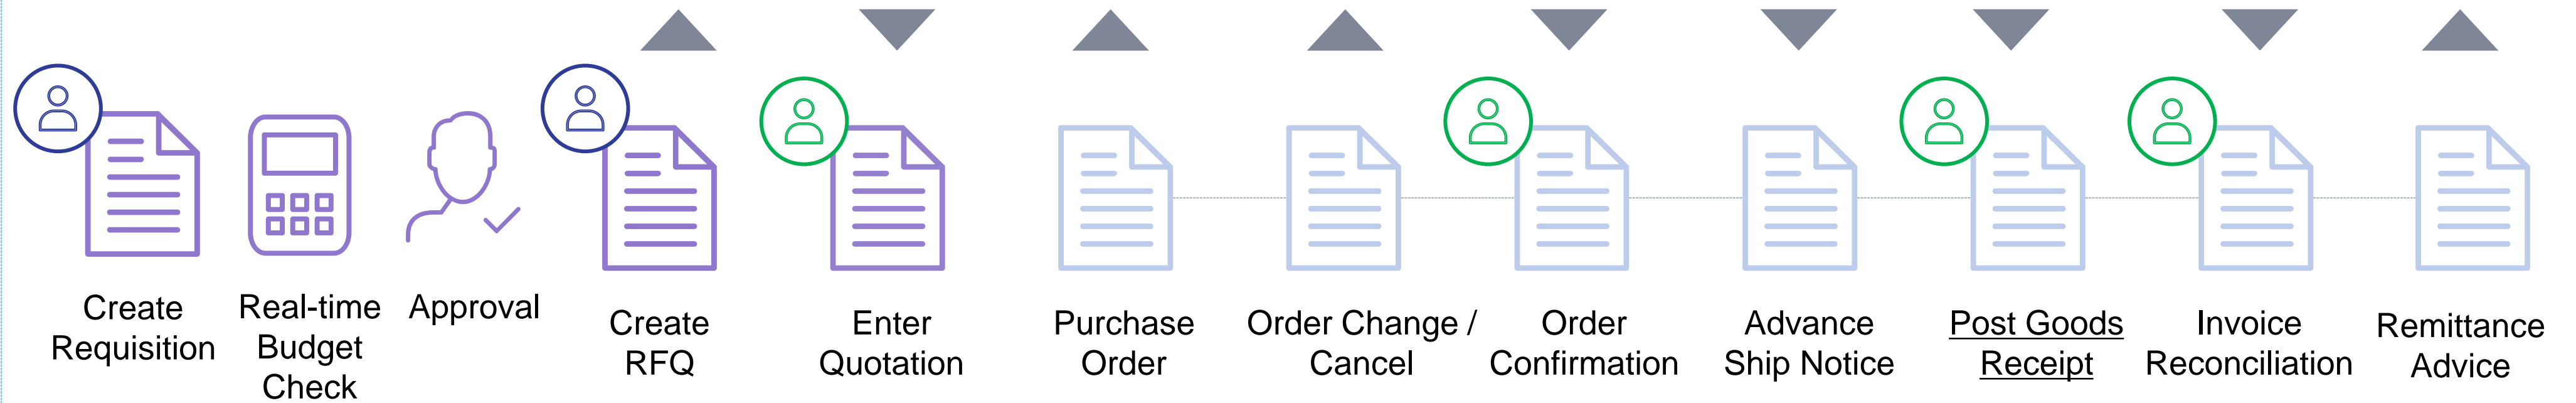 Create
Requisition
Real-time
Budget
Check
Approval
Create
RFQ
Enter
Quotation
Purchase
Order
Order Change /
Cancel
Order
Confirmation
Advance
Ship Notice
Post Goods
Receipt
Invoice
Reconciliation
Remittance
Advice